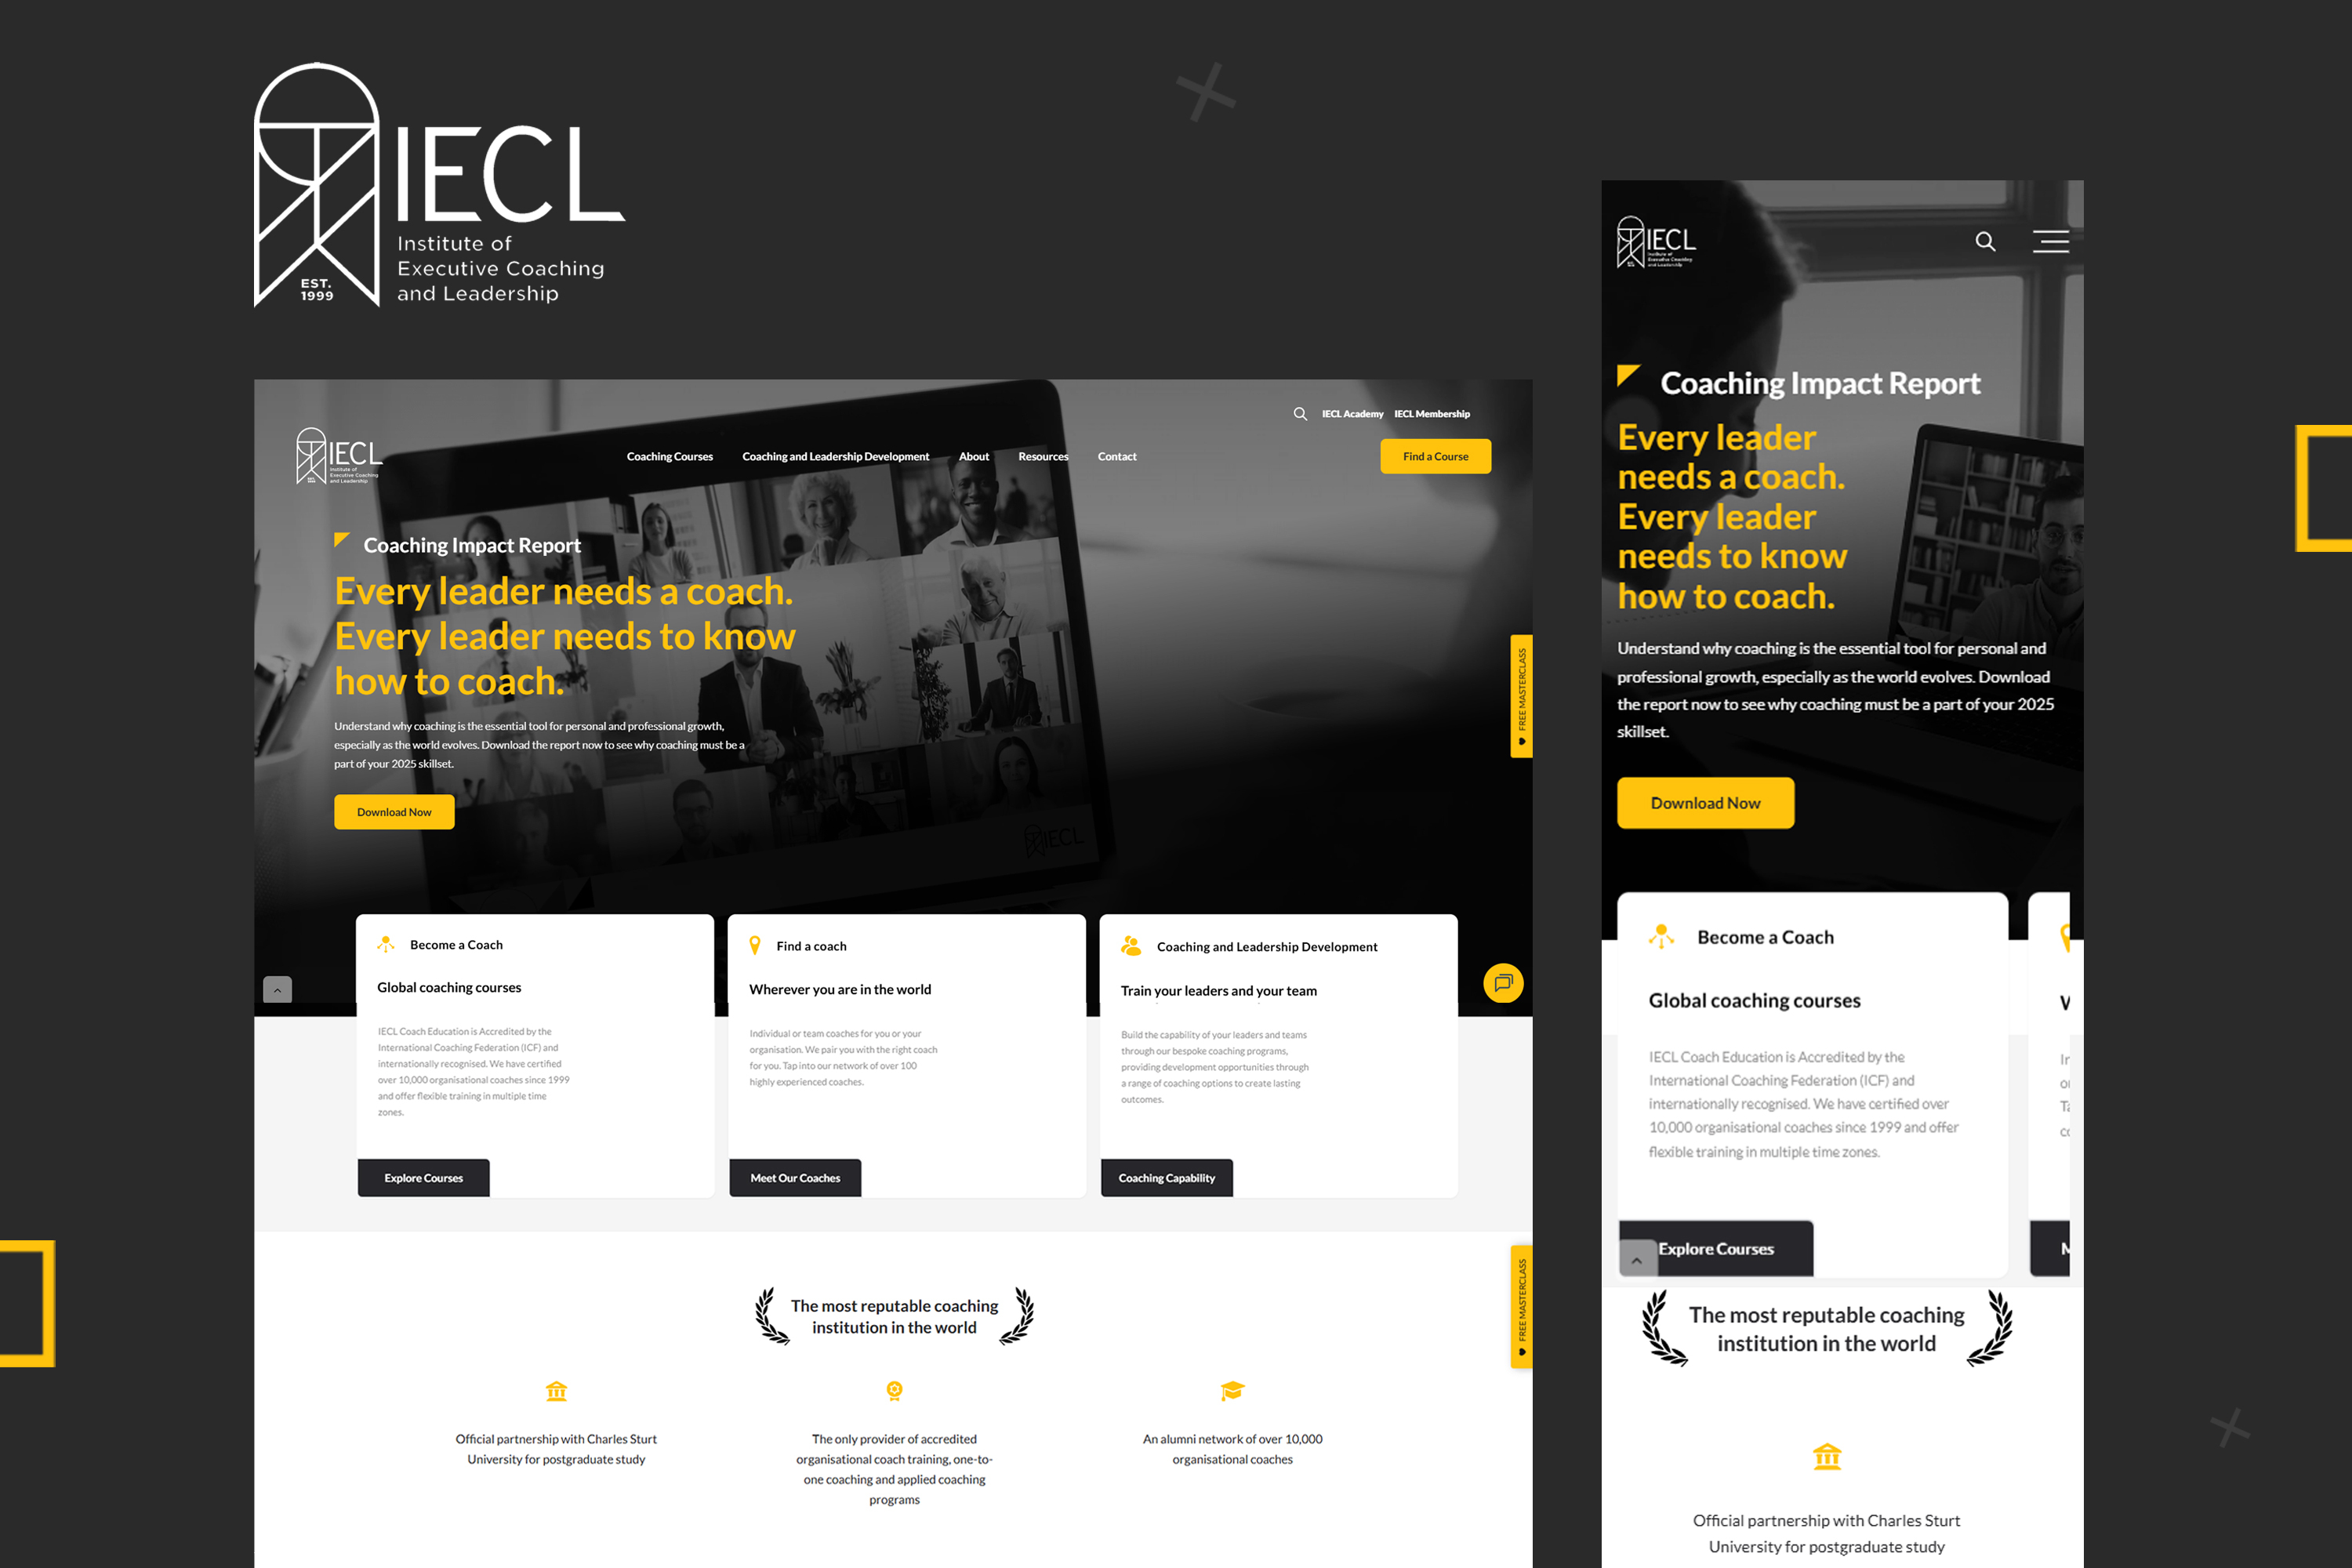 IECL
Institute of
Executive Coaching
and Leadership
EST.
1999
IECL Academy IECL Membership
IECL
Institute of
Executive Coaching
and Leadership
Coaching Courses Coaching and Leadership Development About Resources Contact
Find a Course
Coaching Impact Report
Every leader needs a coach.
Every leader needs to know
how to coach.
Understand why coaching is the essential tool for personal and professional growth,
especially as the world evolves. Download the report now to see why coaching must be a
part of your 2025 skillset.
Download Now
IECL
FREE MASTERCLASS
Become a Coach
Global coaching courses
IECL Coach Education is Accredited by the
International Coaching Federation (ICF) and
internationally recognised. We have certified
over 10,000 organisational coaches since 1999
and offer flexible training in multiple time
zones.
Explore Courses
Find a coach
Wherever you are in the world
Individual or team coaches for you or your
organisation. We pair you with the right coach
for you. Tap into our network of over 100
highly experienced coaches.
Meet Our Coaches
Coaching and Leadership Development
Train your leaders and your team
Build the capability of your leaders and teams
through our bespoke coaching programs,
providing development opportunities through
a range of coaching options to create lasting
outcomes.
Coaching Capability
FREE MASTERCLASS
The most reputable coaching
institution in the world
Official partnership with Charles Sturt
University for postgraduate study
The only provider of accredited
organisational coach training, one-to-
one coaching and applied coaching
programs
An alumni network of over 10,000
organisational coaches
IECL
Institute of
Executive Coaching
and Leadership
Coaching Impact Report
Every leader
needs a coach.
Every leader
needs to know
how to coach.
Understand why coaching is the essential tool for personal and
professional growth, especially as the world evolves. Download
the report now to see why coaching must be a part of your 2025
skillset.
Download Now
Become a Coach
Global coaching courses
IECL Coach Education is Accredited by the
International Coaching Federation (ICF) and
internationally recognised. We have certified over
10,000 organisational coaches since 1999 and offer
flexible training in multiple time zones.
Explore Courses
The most reputable coaching
institution in the world
Official partnership with Charles Sturt
University for postgraduate study